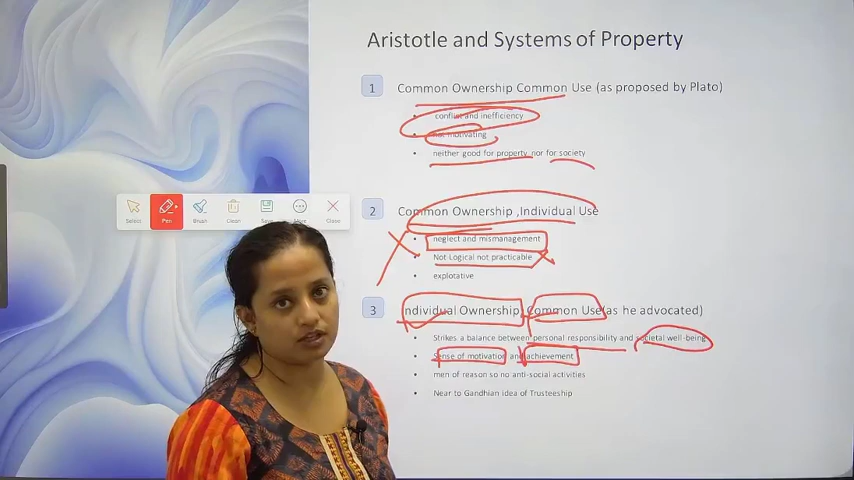 Aristotle and Systems of Property
1 Common Ownership Common Use (as proposed by Plato)
• conflict and inefficiency
• not motivating
• neither good for property nor for society
Select Pen Brush Clean Save More Close
2 Common Ownership ,Individual Use
• neglect and mismanagement
• Not Logical not practicable
• explotative
3 Individual Ownership, Common Use(as he advocated)
• Strikes a balance between personal responsibility and societal well-being
• Sense of motivation and achievement
• men of reason so no anti-social activities
• Near to Gandhian idea of Trusteeship